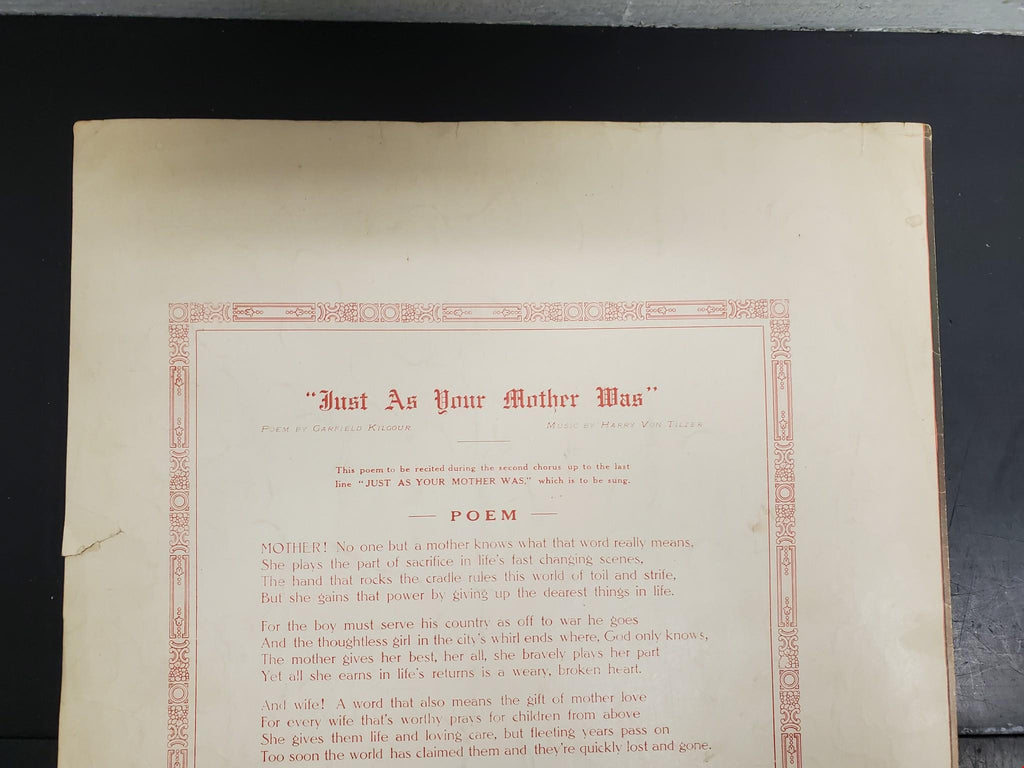 "Just As Your Mother Was"
POEM BY GARFIELD KILGOUR MUSIC BY HARRY VON TILZER
This poem to be recited during the second chorus up to the last
line "JUST AS YOUR MOTHER WAS," which is to be sung.
POEM
MOTHER! No one but a mother knows what that word really means,
She plays the part of sacrifice in life's fast changing scenes,
The hand that rocks the cradle rules this world of toil and strife,
But she gains that power by giving up the dearest things in life.
For the boy must serve his country as off to war he goes
And the thoughtless girl in the city's whirl ends where, God only knows,
The mother gives her best, her all, she bravely plays her part
Yet all she earns in life's returns is a weary, broken heart.
And wife! A word that also means the gift of mother love
For every wife that's worthy prays for children from above
She gives them life and loving care, but fleeting years pass on
Too soon the world has claimed them and they're quickly lost and gone.